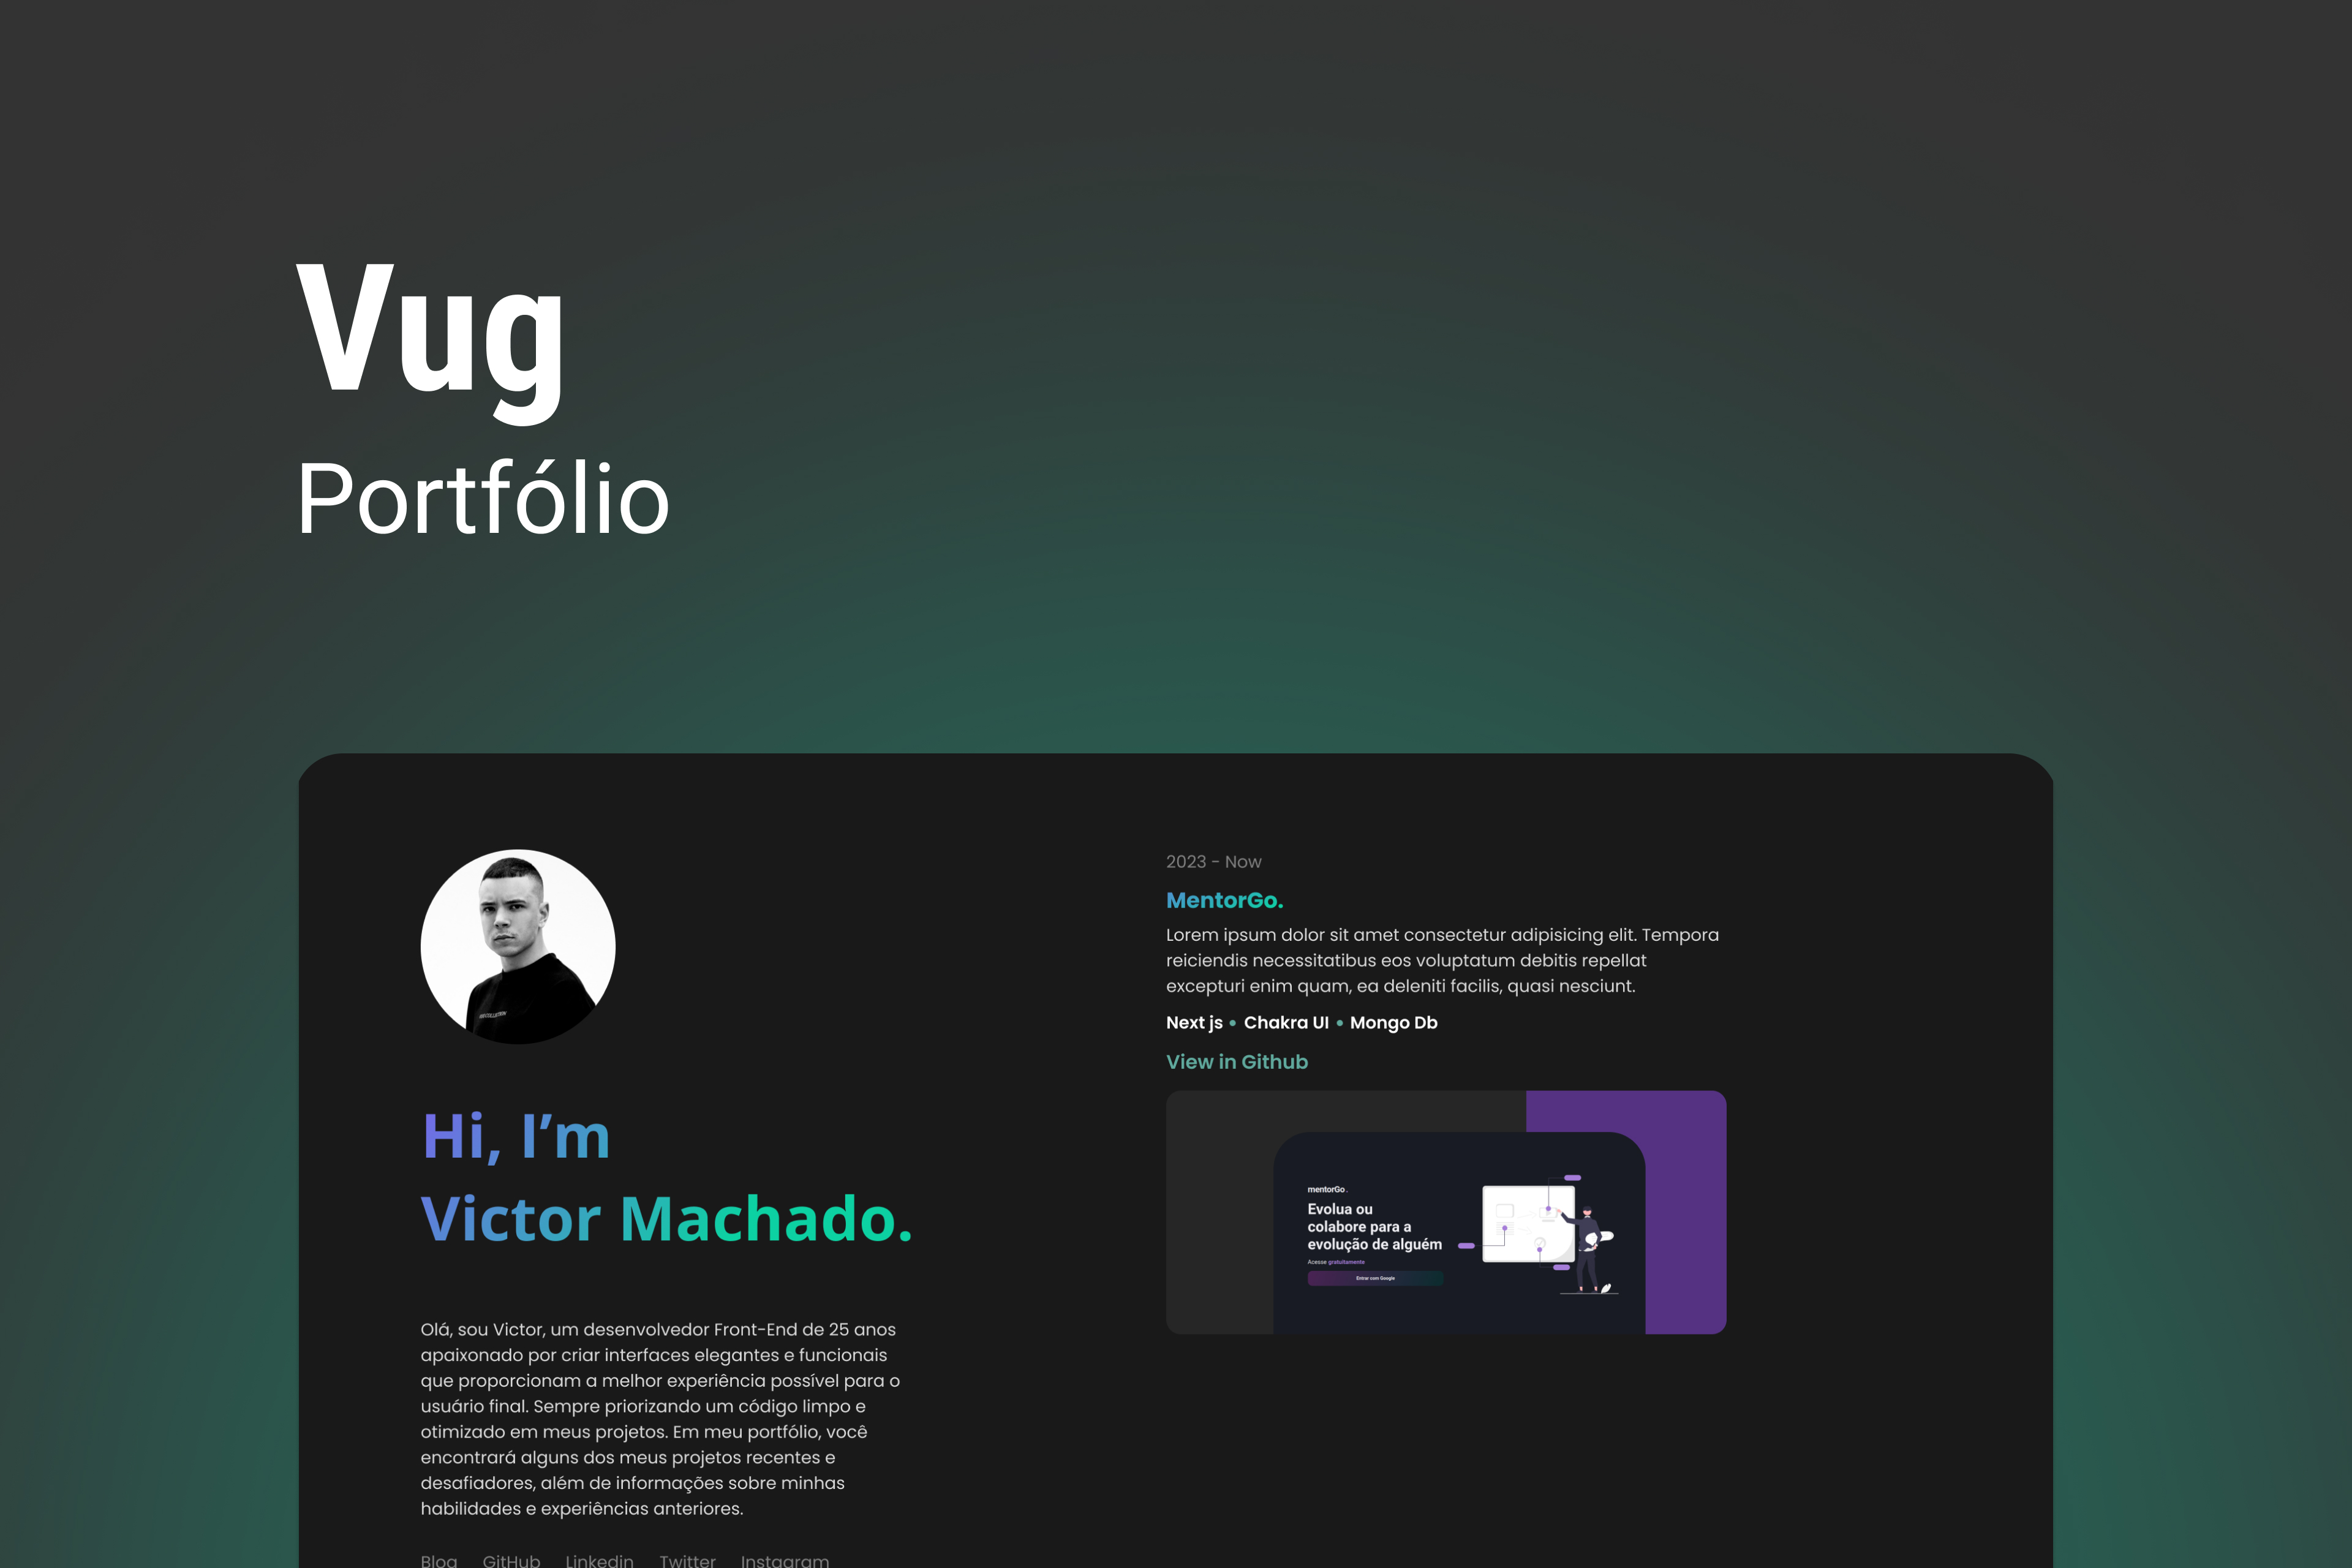 Vug
Portfólio
Hi, I’m
Victor Machado.
Olá, sou Victor, um desenvolvedor Front-End de 25 anos
apaixonado por criar interfaces elegantes e funcionais
que proporcionam a melhor experiência possível para o
usuário final. Sempre priorizando um código limpo e
otimizado em meus projetos. Em meu portfólio, você
encontrará alguns dos meus projetos recentes e
desafiadores, além de informações sobre minhas
habilidades e experiências anteriores.
Blog GitHub Linkedin Twitter Instagram
2023 - Now
MentorGo.
Lorem ipsum dolor sit amet consectetur adipisicing elit. Tempora
reiciendis necessitatibus eos voluptatum debitis repellat
excepturi enim quam, ea deleniti facilis, quasi nesciunt.
Next js • Chakra UI • Mongo Db
View in Github
mentorGo.
Evolua ou
colabore para a
evolução de alguém
Acesse gratuitamente
Entrar com Google